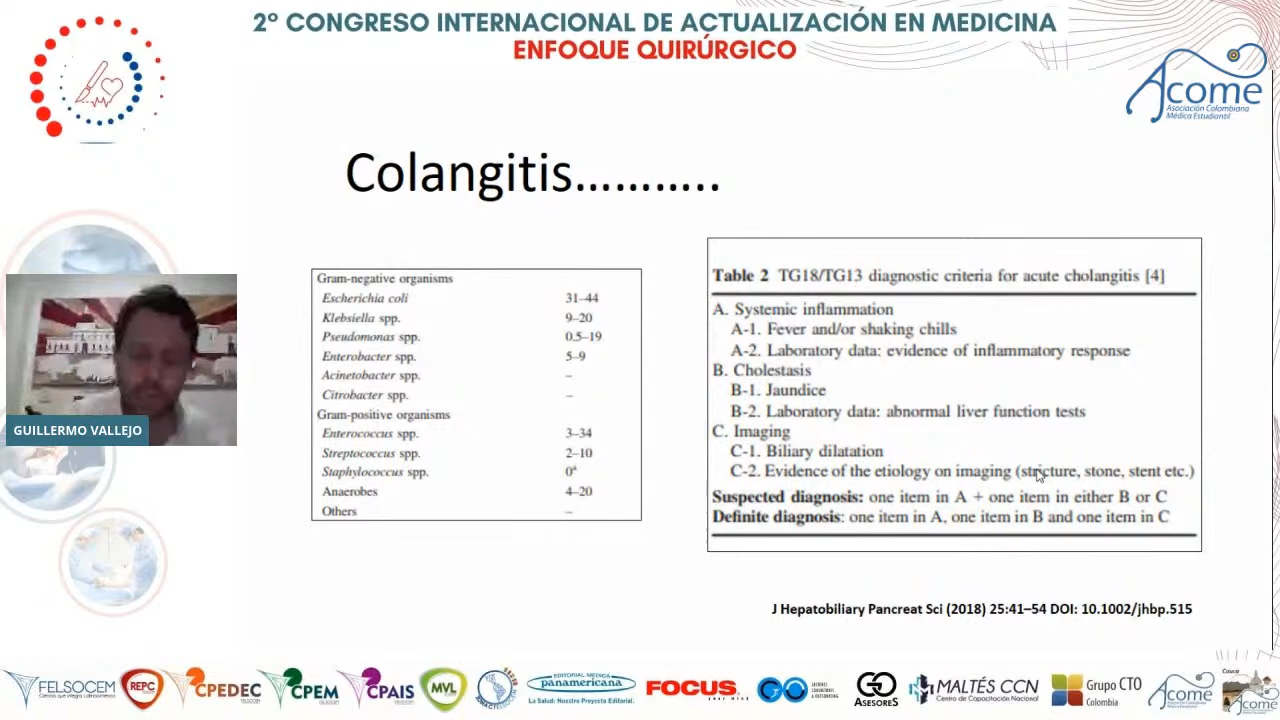 2° CONGRESO INTERNACIONAL DE ACTUALIZACIÓN EN MEDICINA
ENFOQUE QUIRÚRGICO
Acome
Asociación Colombiana
Médica Estudiantil
Colangitis………..
Gram-negative organisms
Escherichia coli 31–44
Klebsiella spp. 9–20
Pseudomonas spp. 0.5–19
Enterobacter spp. 5–9
Acinetobacter spp. –
Citrobacter spp. –
Gram-positive organisms
Enterococcus spp. 3–34
Streptococcus spp. 2–10
Staphylococcus spp. 0ª
Anaerobes 4–20
Others –
Table 2 TG18/TG13 diagnostic criteria for acute cholangitis [4]
A. Systemic inflammation
A-1. Fever and/or shaking chills
A-2. Laboratory data: evidence of inflammatory response
B. Cholestasis
B-1. Jaundice
B-2. Laboratory data: abnormal liver function tests
C. Imaging
C-1. Biliary dilatation
C-2. Evidence of the etiology on imaging (stricture, stone, stent etc.)
Suspected diagnosis: one item in A + one item in either B or C
Definite diagnosis: one item in A, one item in B and one item in C
J Hepatobiliary Pancreat Sci (2018) 25:41–54 DOI: 10.1002/jhbp.515
GUILLERMO VALLEJO
FELSOCEM
REPC
CPEDEC
CPEM
CPAIS
MVL
EDITORIAL MEDICA
panamericana
La Salud: Nuestro Proyecto Editorial.
FOCUS
GO
ASESORES
MALTÉS CCN
Centro de Capacitación Nacional
Grupo CTO
Colombia
Acome
Cauca
Acome